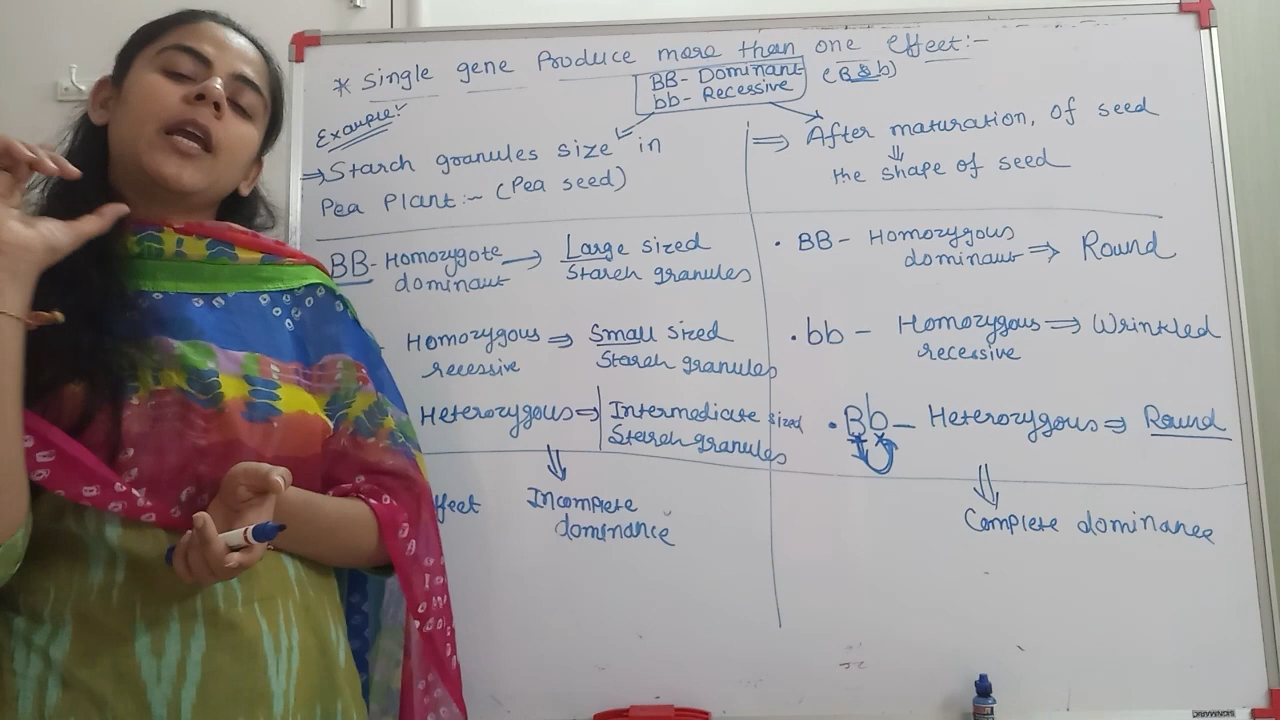 * Single gene Produce more than one effect:-
BB- Dominant
bb- Recessive
(B & b)
Example:
⇒ Starch granules size in
Pea Plant:- (Pea seed)
⇒ After maturation, of seed
⇓
the shape of seed
BB- Homozygote → Large sized
dominant Starch granules
Homozygous ⇒ Small sized
recessive Starch granules
Heterozygous ⇒ Intermediate sized
Starch granules
⇓
ffect Incomplete
dominance
. BB - Homozygous
dominant ⇒ Round
. bb - Homozygous ⇒ Wrinkled
recessive
. Bb - Heterozygous ⇒ Round
⇓
Complete dominance